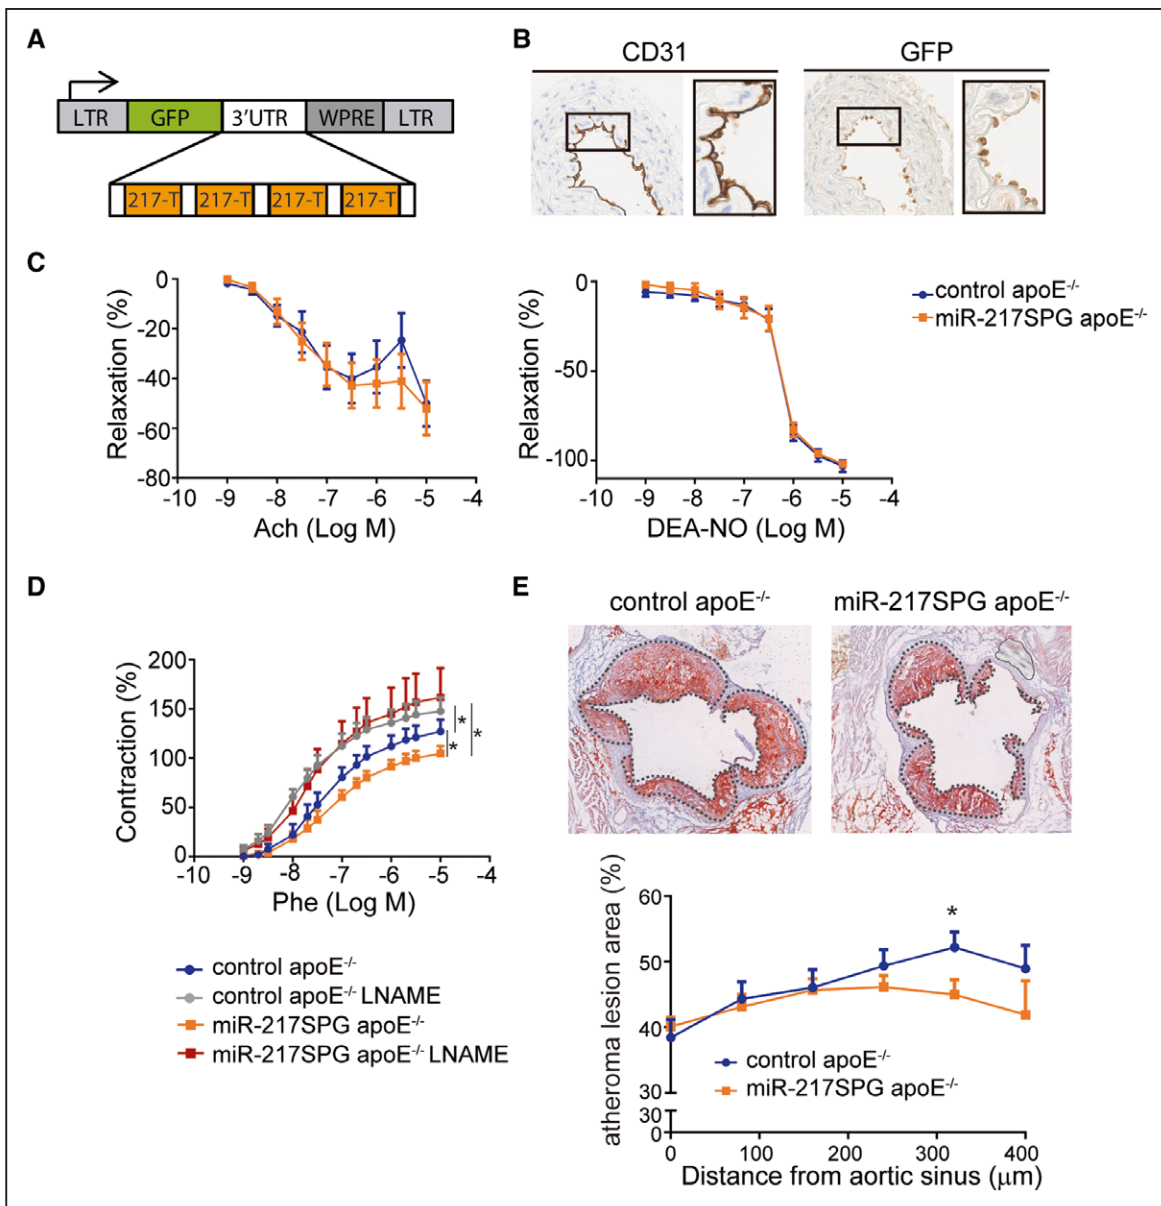 A
LTR GFP 3'UTR WPRE LTR
217-T 217-T 217-T 217-T
B
CD31 GFP
C
Relaxation (%)
0
-20
-40
-60
-80
-10 -9 -8 -7 -6 -5 -4
Ach (Log M)
Relaxation (%)
0
-50
-100
-10 -9 -8 -7 -6 -5 -4
DEA-NO (Log M)
control apoE-/-
miR-217SPG apoE-/-
D
Contraction (%)
200
150
100
50
0
* * *
-10 -9 -8 -7 -6 -5 -4
Phe (Log M)
control apoE-/-
control apoE-/- LNAME
miR-217SPG apoE-/-
miR-217SPG apoE-/- LNAME
E
control apoE-/- miR-217SPG apoE-/-
atheroma lesion area (%)
60
50
40
30
30
0
*
control apoE-/-
miR-217SPG apoE-/-
0 100 200 300 400
Distance from aortic sinus (μm)